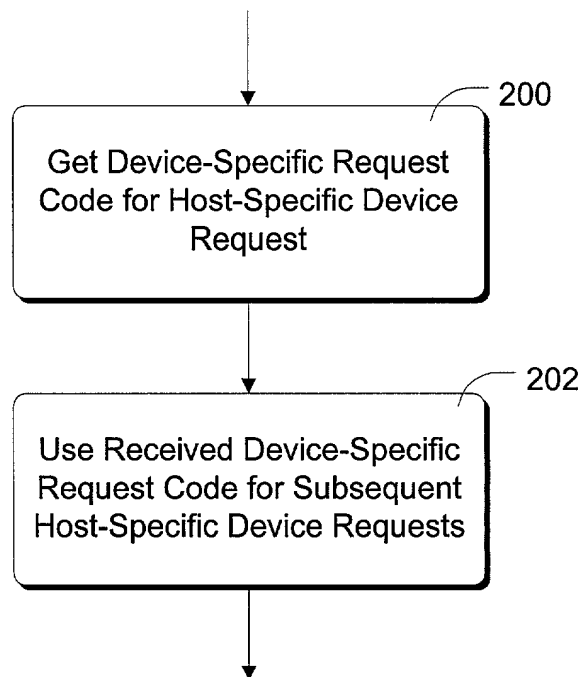 200
Get Device-Specific Request
Code for Host-Specific Device
Request
202
Use Received Device-Specific
Request Code for Subsequent
Host-Specific Device Requests